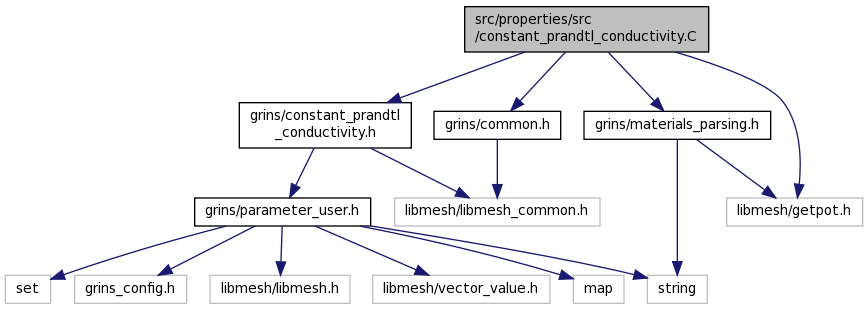 src/properties/src
/constant_prandtl_conductivity.C
grins/constant_prandtl
_conductivity.h
grins/common.h
grins/materials_parsing.h
grins/parameter_user.h
libmesh/libmesh_common.h
libmesh/getpot.h
set
grins_config.h
libmesh/libmesh.h
libmesh/vector_value.h
map
string